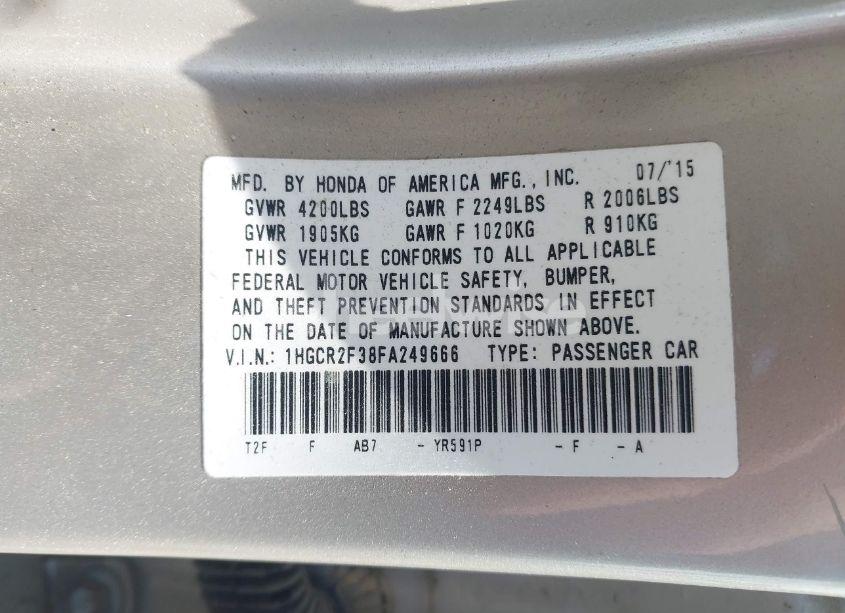 MFD. BY HONDA OF AMERICA MFG., INC. 07/'15
GVWR 4200LBS GAWR F 2249LBS R 2006LBS
GVWR 1905KG GAWR F 1020KG R 910KG
THIS VEHICLE CONFORMS TO ALL APPLICABLE
FEDERAL MOTOR VEHICLE SAFETY, BUMPER,
AND THEFT PREVENTION STANDARDS IN EFFECT
ON THE DATE OF MANUFACTURE SHOWN ABOVE.
V.I.N.: 1HGCR2F38FA249666 TYPE: PASSENGER CAR
T2F F AB7 - YR591P - F - A